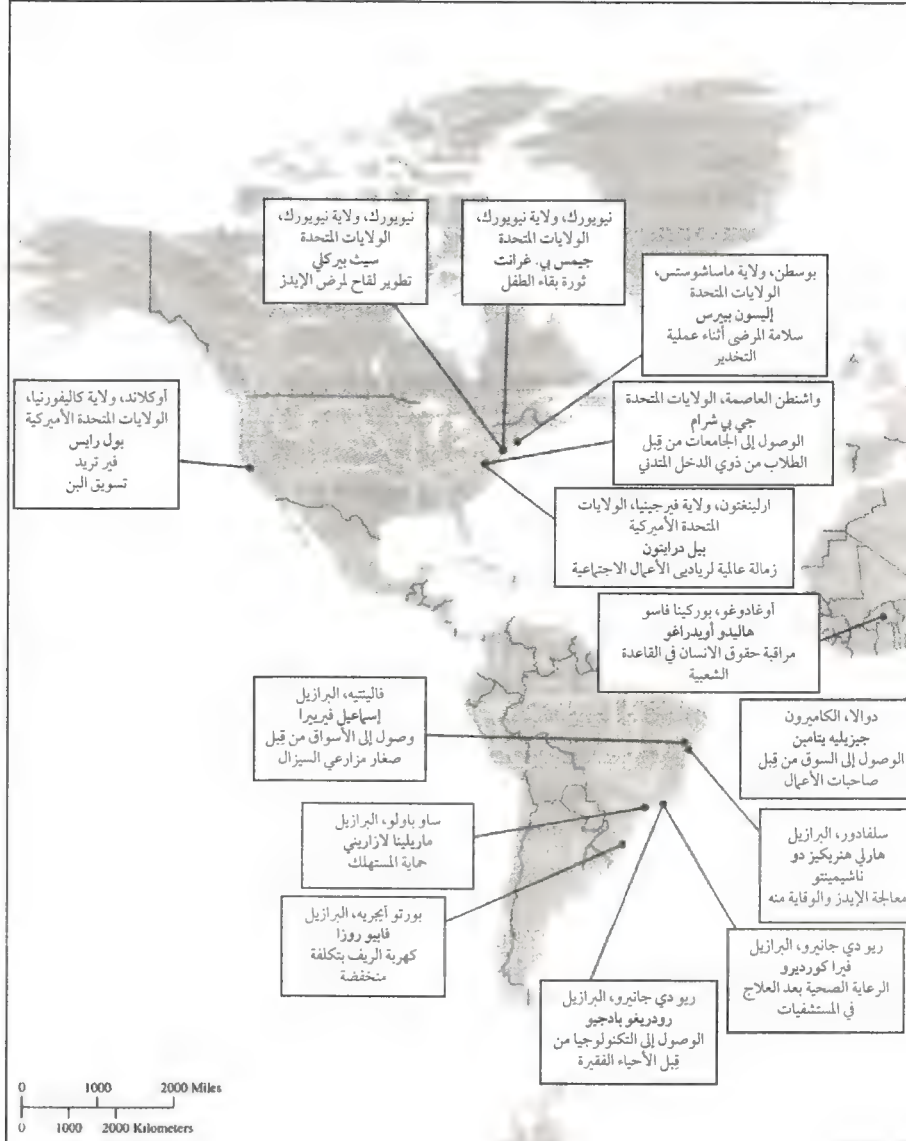 نيويورك، ولاية نيويورك،
الولايات المتحدة
سيث بيركلي
تطوير لقاح لمرض الإيدز
نيويورك، ولاية نيويورك،
الولايات المتحدة
جيمس بي. غرانت
ثورة بقاء الطفل
بوسطن، ولاية ماساشوستس،
الولايات المتحدة
إليسون بيرس
سلامة المرضى أثناء عملية
التخدير
أوكلاند، ولاية كاليفورنيا،
الولايات المتحدة الأميركية
بول رايس
فير تريد
تسويق البن
واشنطن العاصمة، الولايات المتحدة
جي بي شرام
الوصول إلى الجامعات من قِبل
الطلاب من ذوي الدخل المتدني
ارلينغتون، ولاية فيرجينيا، الولايات
المتحدة الأميركية
بيل درايتون
زمالة عالمية لرياديي الأعمال الاجتماعية
أوغادوغو، بوركينا فاسو
هاليدو أويدراغو
مراقبة حقوق الانسان في القاعدة
الشعبية
فالينتيه، البرازيل
إسماعيل فيريرا
وصول إلى الأسواق من قِبل
صغار مزارعي السيزال
دوالا، الكاميرون
جيزيليه يتامين
الوصول إلى السوق من قِبل
صاحبات الأعمال
ساو باولو، البرازيل
ماريلينا لازاريني
حماية المستهلك
سلفادور، البرازيل
هارلي هنريكيز دو
ناشيمينتو
معالجة الإيدز والوقاية منه
بورتو أيجريه، البرازيل
فابيو روزا
كهربة الريف بتكلفة
منخفضة
ريو دي جانيرو، البرازيل
فيرا كورديرو
الرعاية الصحية بعد العلاج
في المستشفيات
ريو دي جانيرو، البرازيل
رودريغو بادجيو
الوصول إلى التكنولوجيا من
قِبل الأحياء الفقيرة
0 1000 2000 Miles
0 1000 2000 Kilometers